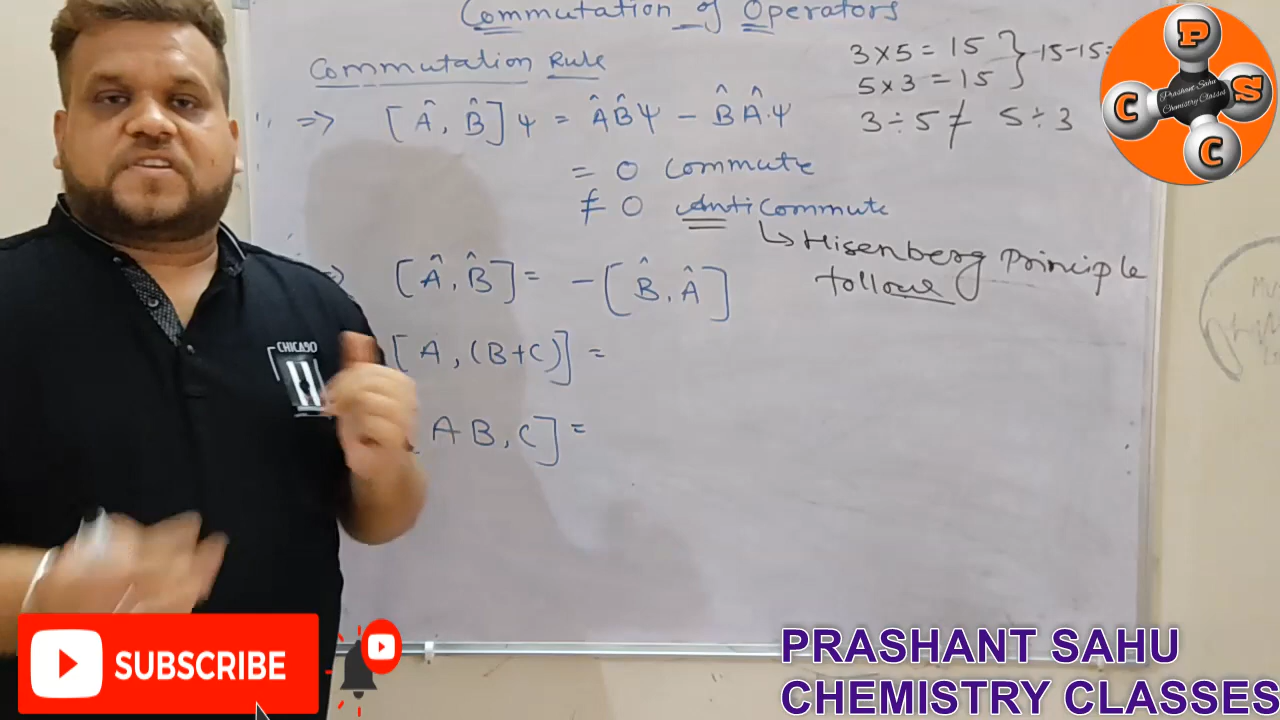 Commutation of Operators
Commutation Rule
=> [Â, B̂]ψ = ÂB̂ψ - B̂Â.ψ
= 0 Commute
≠ 0 Anticommute
↳ Hisenberg Principle
follows
[Â, B̂] = -[B̂, Â]
[A, (B+C)] =
AB, C] =
3×5 = 15
5×3 = 15 } 15-15=
3÷5 ≠ 5÷3
P
C
S
C
Prashant Sahu
Chemistry Classes
CHICAGO
SUBSCRIBE
PRASHANT SAHU
CHEMISTRY CLASSES